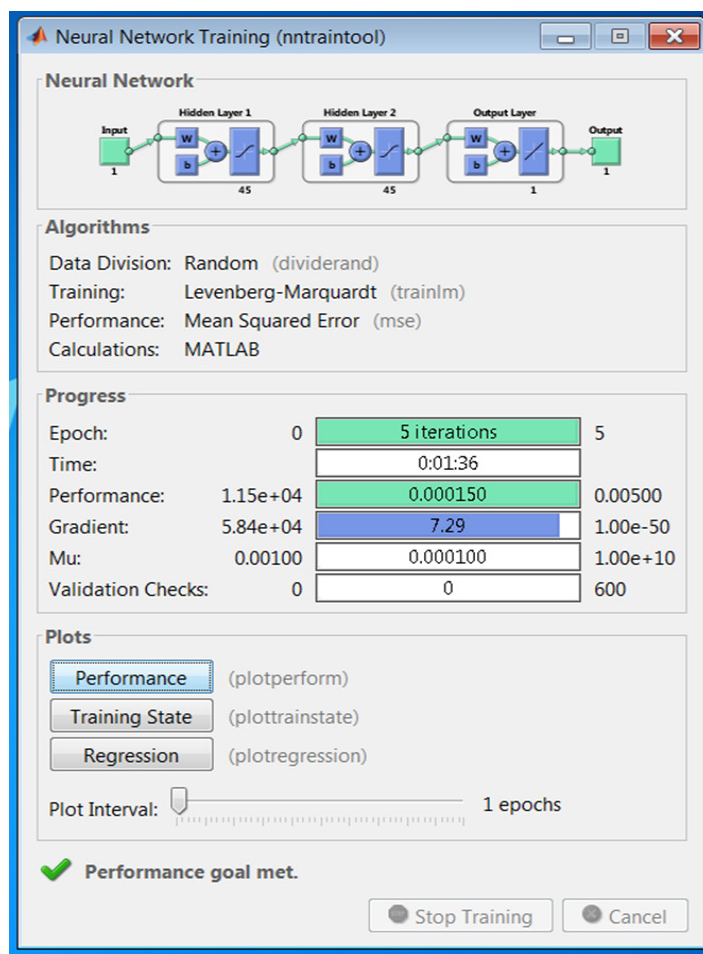 Neural Network Training (nntraintool)
Neural Network
Hidden Layer 1 Hidden Layer 2 Output Layer
Input Output
W W W
b b b
1 1
45 45 1
Algorithms
Data Division: Random (dividerand)
Training: Levenberg-Marquardt (trainlm)
Performance: Mean Squared Error (mse)
Calculations: MATLAB
Progress
Epoch: 0 5 iterations 5
Time: 0:01:36
Performance: 1.15e+04 0.000150 0.00500
Gradient: 5.84e+04 7.29 1.00e-50
Mu: 0.00100 0.000100 1.00e+10
Validation Checks: 0 0 600
Plots
Performance (plotperform)
Training State (plottrainstate)
Regression (plotregression)
Plot Interval: 1 epochs
Performance goal met.
Stop Training Cancel